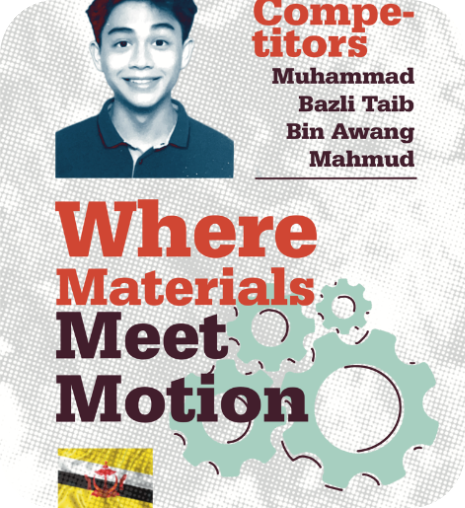 Compe-
titors
Muhammad
Bazli Taib
Bin Awang
Mahmud
Where
Materials
Meet
Motion